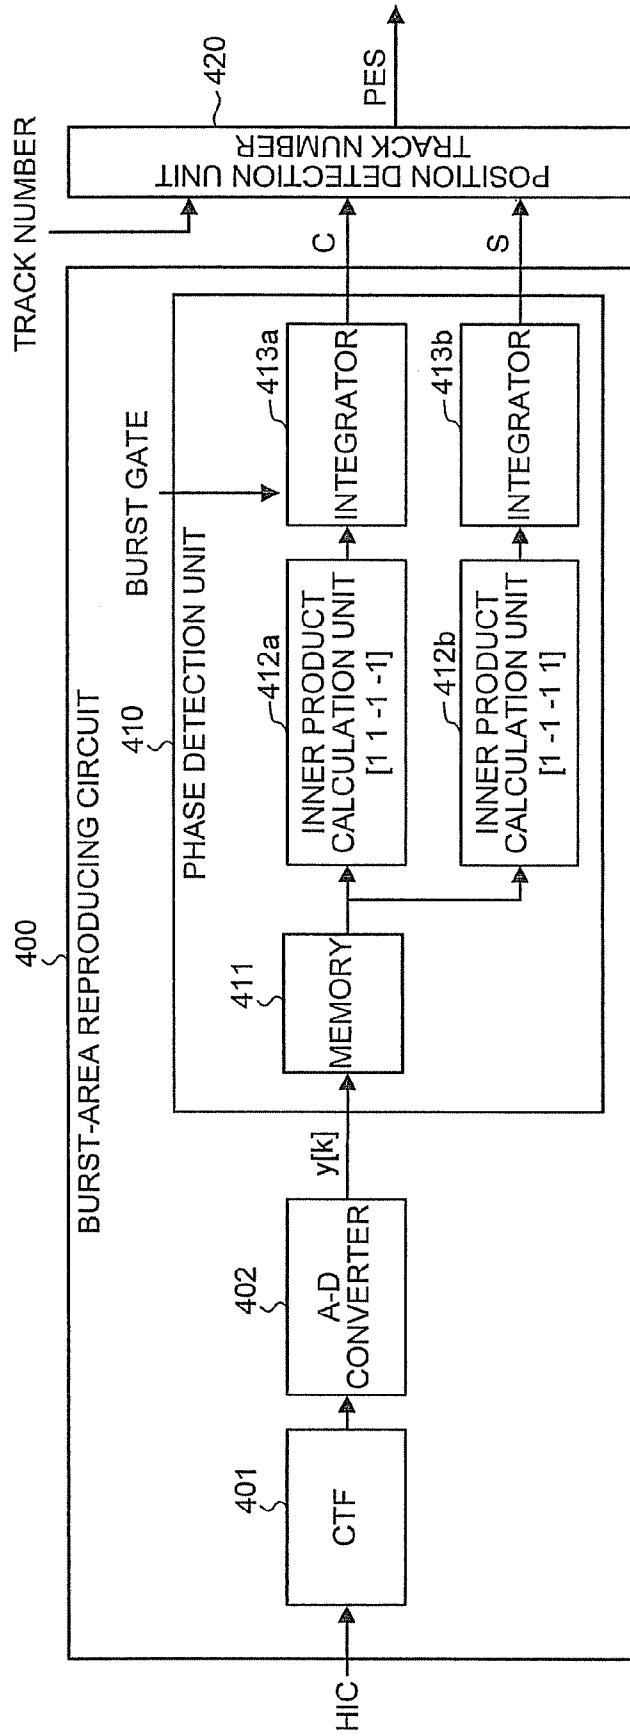 400
BURST-AREA REPRODUCING CIRCUIT
HIC
401
CTF
402
A-D
CONVERTER
y[k]
410
PHASE DETECTION UNIT
411
MEMORY
412a
INNER PRODUCT
CALCULATION UNIT
[1 1 -1 -1]
412b
INNER PRODUCT
CALCULATION UNIT
[1 -1 -1 1]
BURST GATE
413a
INTEGRATOR
413b
INTEGRATOR
C
S
TRACK NUMBER
420
POSITION DETECTION UNIT
TRACK NUMBER
PES